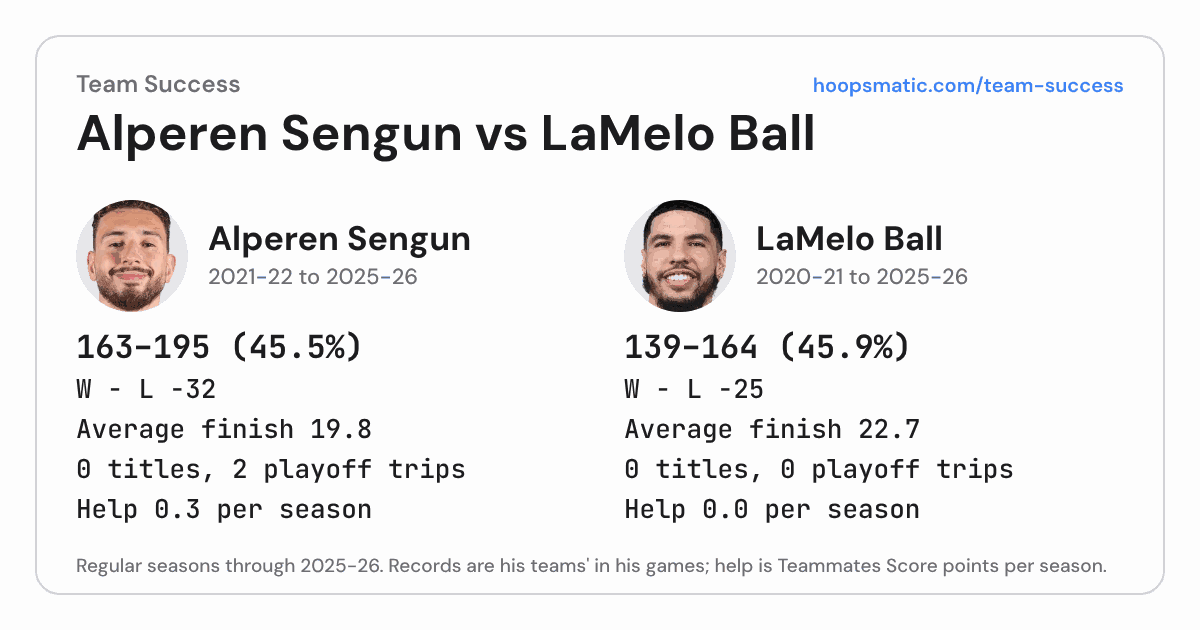 Team Success
hoopsmatic.com/team-success
Alperen Sengun vs LaMelo Ball
Alperen Sengun
2021-22 to 2025-26
163-195 (45.5%)
W - L -32
Average finish 19.8
0 titles, 2 playoff trips
Help 0.3 per season
LaMelo Ball
2020-21 to 2025-26
139-164 (45.9%)
W - L -25
Average finish 22.7
0 titles, 0 playoff trips
Help 0.0 per season
Regular seasons through 2025-26. Records are his teams' in his games; help is Teammates Score points per season.